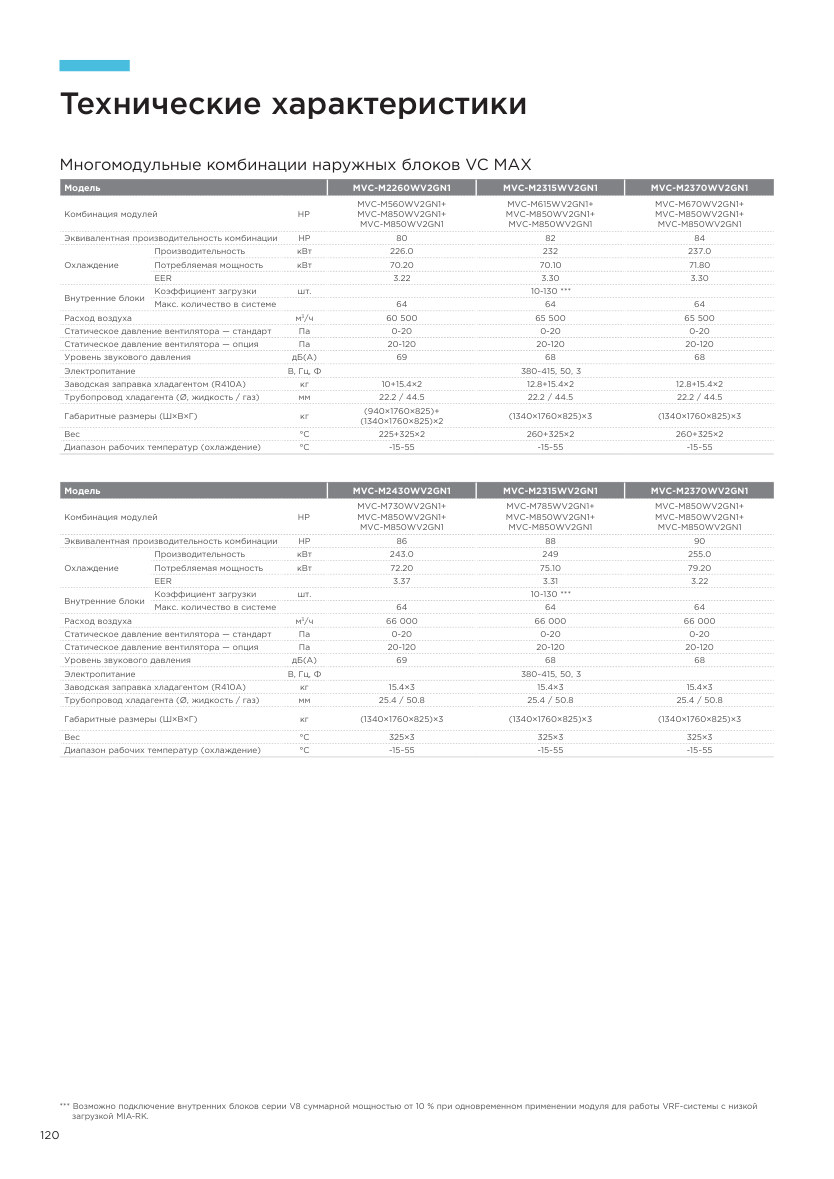 Технические характеристики
Многомодульные комбинации наружных блоков VC MAX
Модель MVC-M2260WV2GN1 MVC-M2315WV2GN1 MVC-M2370WV2GN1
MVC-M560WV2GN1+ MVC-M615WV2GN1+ MVC-M670WV2GN1+
Комбинация модулей HP MVC-M850WV2GN1+ MVC-M850WV2GN1+ MVC-M850WV2GN1+
MVC-M850WV2GN1 MVC-M850WV2GN1 MVC-M850WV2GN1
Эквивалентная производительность комбинации HP 80 82 84
Производительность кВт 226.0 232 237.0
Охлаждение Потребляемая мощность кВт 70.20 70.10 71.80
EER 3.22 3.30 3.30
Коэффициент загрузки шт. 10-130 ***
Внутренние блоки
Макс. количество в системе 64 64 64
Расход воздуха м³/ч 60 500 65 500 65 500
Статическое давление вентилятора — стандарт Па 0-20 0-20 0-20
Статическое давление вентилятора — опция Па 20-120 20-120 20-120
Уровень звукового давления дБ(А) 69 68 68
Электропитание В, Гц, Ф 380–415, 50, 3
Заводская заправка хладагентом (R410A) кг 10+15.4×2 12.8+15.4×2 12.8+15.4×2
Трубопровод хладагента (Ø, жидкость / газ) мм 22.2 / 44.5 22.2 / 44.5 22.2 / 44.5
Габаритные размеры (Ш×В×Г) кг (940×1760×825)+ (1340×1760×825)×3 (1340×1760×825)×3
(1340×1760×825)×2
Вес °C 225+325×2 260+325×2 260+325×2
Диапазон рабочих температур (охлаждение) °C -15-55 -15-55 -15-55
Модель MVC-M2430WV2GN1 MVC-M2315WV2GN1 MVC-M2370WV2GN1
MVC-M730WV2GN1+ MVC-M785WV2GN1+ MVC-M850WV2GN1+
Комбинация модулей HP MVC-M850WV2GN1+ MVC-M850WV2GN1+ MVC-M850WV2GN1+
MVC-M850WV2GN1 MVC-M850WV2GN1 MVC-M850WV2GN1
Эквивалентная производительность комбинации HP 86 88 90
Производительность кВт 243.0 249 255.0
Охлаждение Потребляемая мощность кВт 72.20 75.10 79.20
EER 3.37 3.31 3.22
Коэффициент загрузки шт. 10-130 ***
Внутренние блоки
Макс. количество в системе 64 64 64
Расход воздуха м³/ч 66 000 66 000 66 000
Статическое давление вентилятора — стандарт Па 0-20 0-20 0-20
Статическое давление вентилятора — опция Па 20-120 20-120 20-120
Уровень звукового давления дБ(А) 69 68 68
Электропитание В, Гц, Ф 380–415, 50, 3
Заводская заправка хладагентом (R410A) кг 15.4×3 15.4×3 15.4×3
Трубопровод хладагента (Ø, жидкость / газ) мм 25.4 / 50.8 25.4 / 50.8 25.4 / 50.8
Габаритные размеры (Ш×В×Г) кг (1340×1760×825)×3 (1340×1760×825)×3 (1340×1760×825)×3
Вес °C 325×3 325×3 325×3
Диапазон рабочих температур (охлаждение) °C -15-55 -15-55 -15-55
*** Возможно подключение внутренних блоков серии V8 суммарной мощностью от 10 % при одновременном применении модуля для работы VRF-системы с низкой
загрузкой MIA-RK.
120